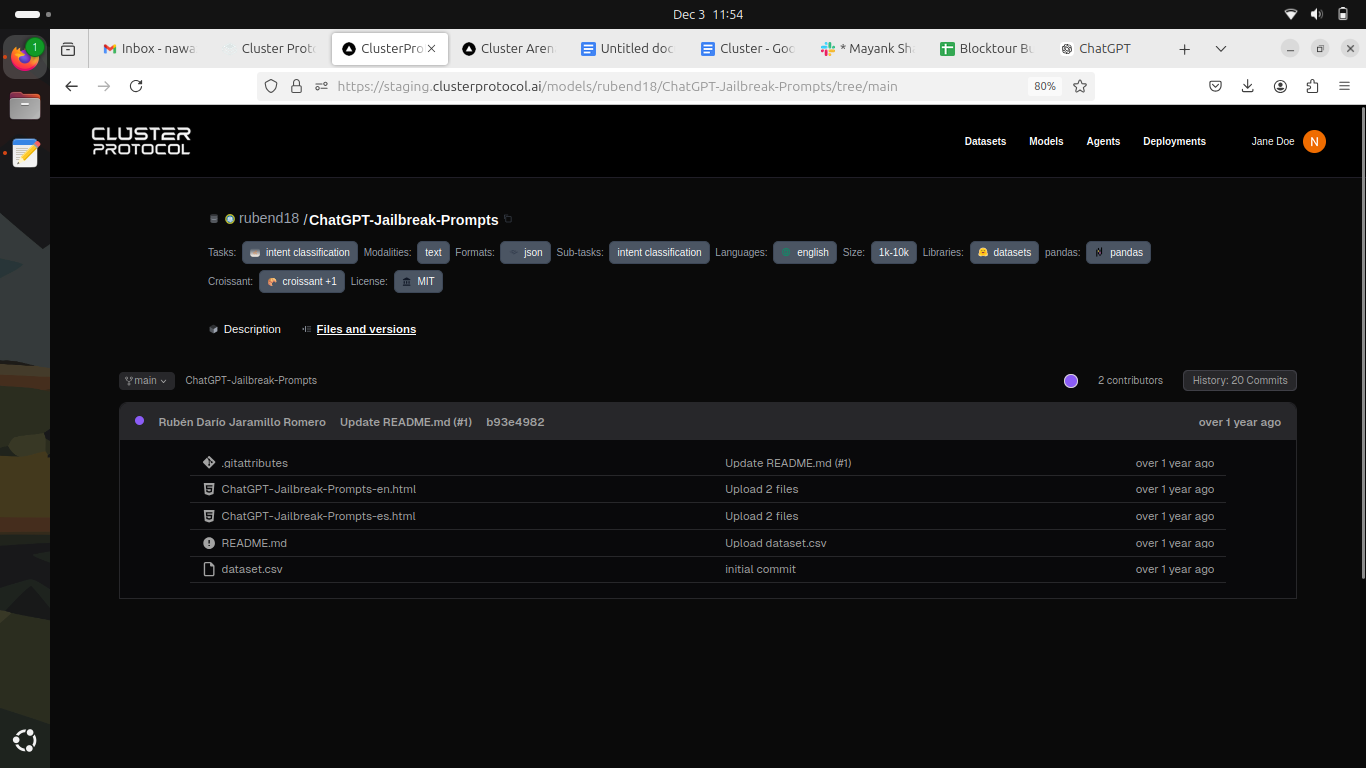 Dec 3 11:54
1
Inbox - nawa
Cluster Proto
ClusterPro
Cluster Aren
Untitled doc
Cluster - Goo
* Mayank Sha
Blocktour Bu
ChatGPT
https://staging.clusterprotocol.ai/models/rubend18/ChatGPT-Jailbreak-Prompts/tree/main
80%
CLUSTER
PROTOCOL
Datasets Models Agents Deployments Jane Doe N
rubend18 /ChatGPT-Jailbreak-Prompts
Tasks: intent classification Modalities: text Formats: json Sub-tasks: intent classification Languages: english Size: 1k-10k Libraries: datasets pandas: pandas
Croissant: croissant +1 License: MIT
Description Files and versions
main ChatGPT-Jailbreak-Prompts 2 contributors History: 20 Commits
Rubén Darío Jaramillo Romero Update README.md (#1) b93e4982 over 1 year ago
.gitattributes Update README.md (#1) over 1 year ago
ChatGPT-Jailbreak-Prompts-en.html Upload 2 files over 1 year ago
ChatGPT-Jailbreak-Prompts-es.html Upload 2 files over 1 year ago
README.md Upload dataset.csv over 1 year ago
dataset.csv initial commit over 1 year ago